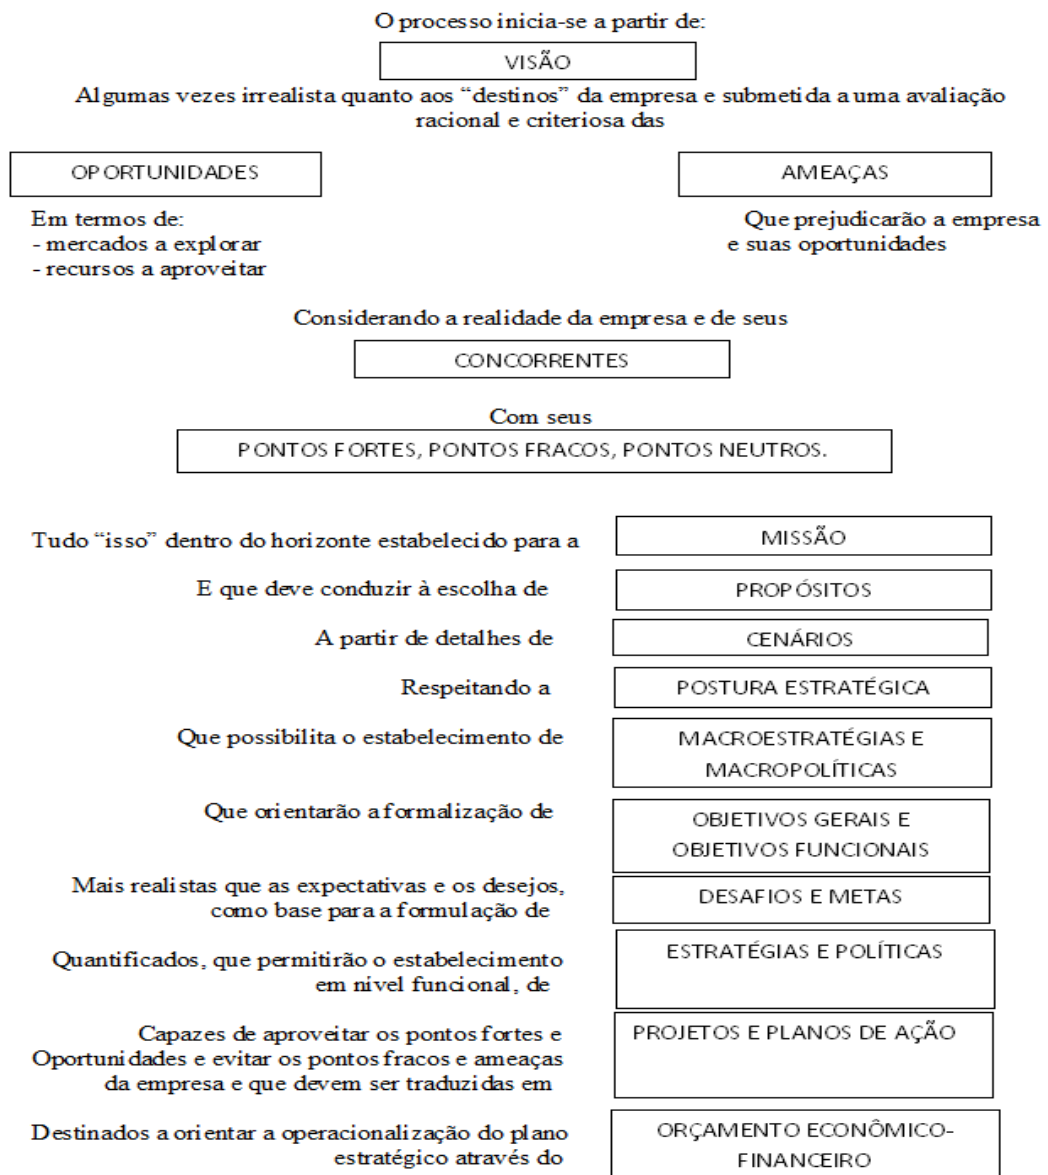 O processo inicia-se a partir de:
VISÃO
Algumas vezes irrealista quanto aos “destinos” da empresa e submetida a uma avaliação
racional e criteriosa das
OPORTUNIDADES
AMEAÇAS
Em termos de:
- mercados a explorar
- recursos a aproveitar
Que prejudicarão a empresa
e suas oportunidades
Considerando a realidade da empresa e de seus
CONCORRENTES
Com seus
PONTOS FORTES, PONTOS FRACOS, PONTOS NEUTROS.
Tudo “isso” dentro do horizonte estabelecido para a
MISSÃO
E que deve conduzir à escolha de
PROPÓSITOS
A partir de detalhes de
CENÁRIOS
Respeitando a
POSTURA ESTRATÉGICA
Que possibilita o estabelecimento de
MACROESTRATÉGIAS E
MACROPOLÍTICAS
Que orientarão a formalização de
OBJETIVOS GERAIS E
OBJETIVOS FUNCIONAIS
Mais realistas que as expectativas e os desejos,
como base para a formulação de
DESAFIOS E METAS
Quantificados, que permitirão o estabelecimento
em nível funcional, de
ESTRATÉGIAS E POLÍTICAS
Capazes de aproveitar os pontos fortes e
Oportunidades e evitar os pontos fracos e ameaças
da empresa e que devem ser traduzidas em
PROJETOS E PLANOS DE AÇÃO
Destinados a orientar a operacionalização do plano
estratégico através do
ORÇAMENTO ECONÔMICO-
FINANCEIRO